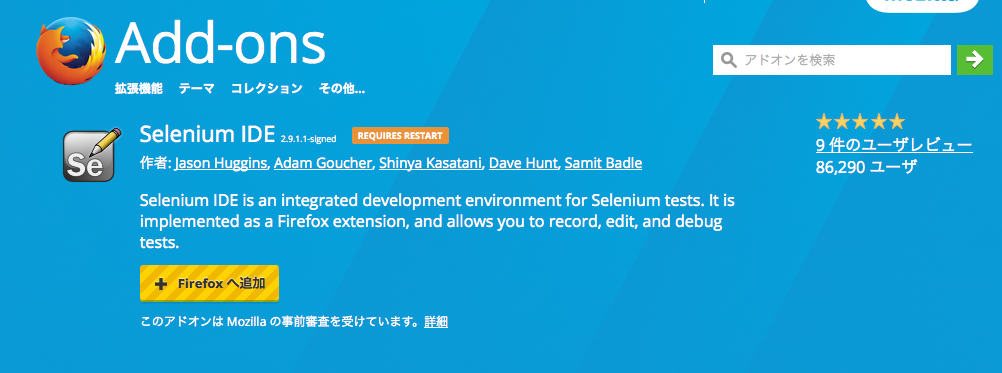 Add-ons
拡張機能 テーマ コレクション その他...
アドオンを検索
Se
Selenium IDE 2.9.1.1-signed REQUIRES RESTART
作者: Jason Huggins, Adam Goucher, Shinya Kasatani, Dave Hunt, Samit Badle
Selenium IDE is an integrated development environment for Selenium tests. It is
implemented as a Firefox extension, and allows you to record, edit, and debug
tests.
+ Firefox へ追加
このアドオンは Mozilla の事前審査を受けています。詳細
9 件のユーザレビュー
86,290 ユーザ